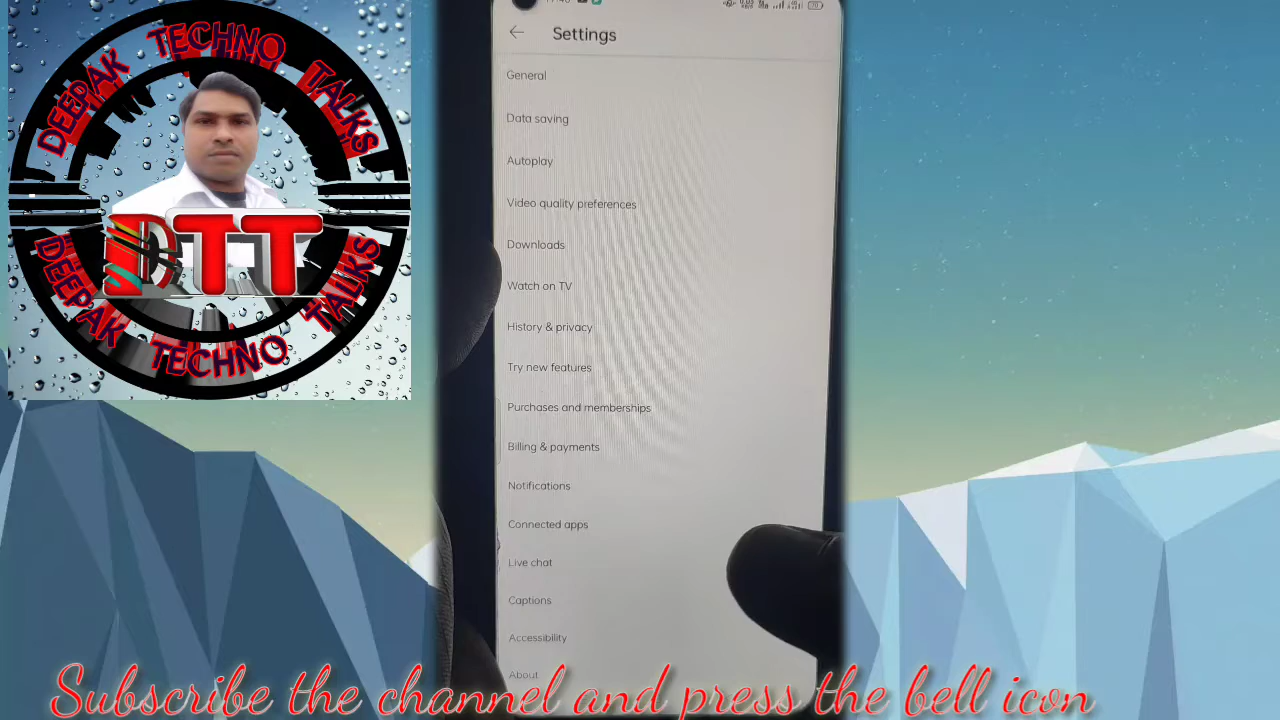 DEEPAK TECHNO TALKS
DTT
DEEPAK TECHNO TALKS
Settings
General
Data saving
Autoplay
Video quality preferences
Downloads
Watch on TV
History & privacy
Try new features
Purchases and memberships
Billing & payments
Notifications
Connected apps
Live chat
Captions
Accessibility
About
Subscribe the channel and press the bell icon